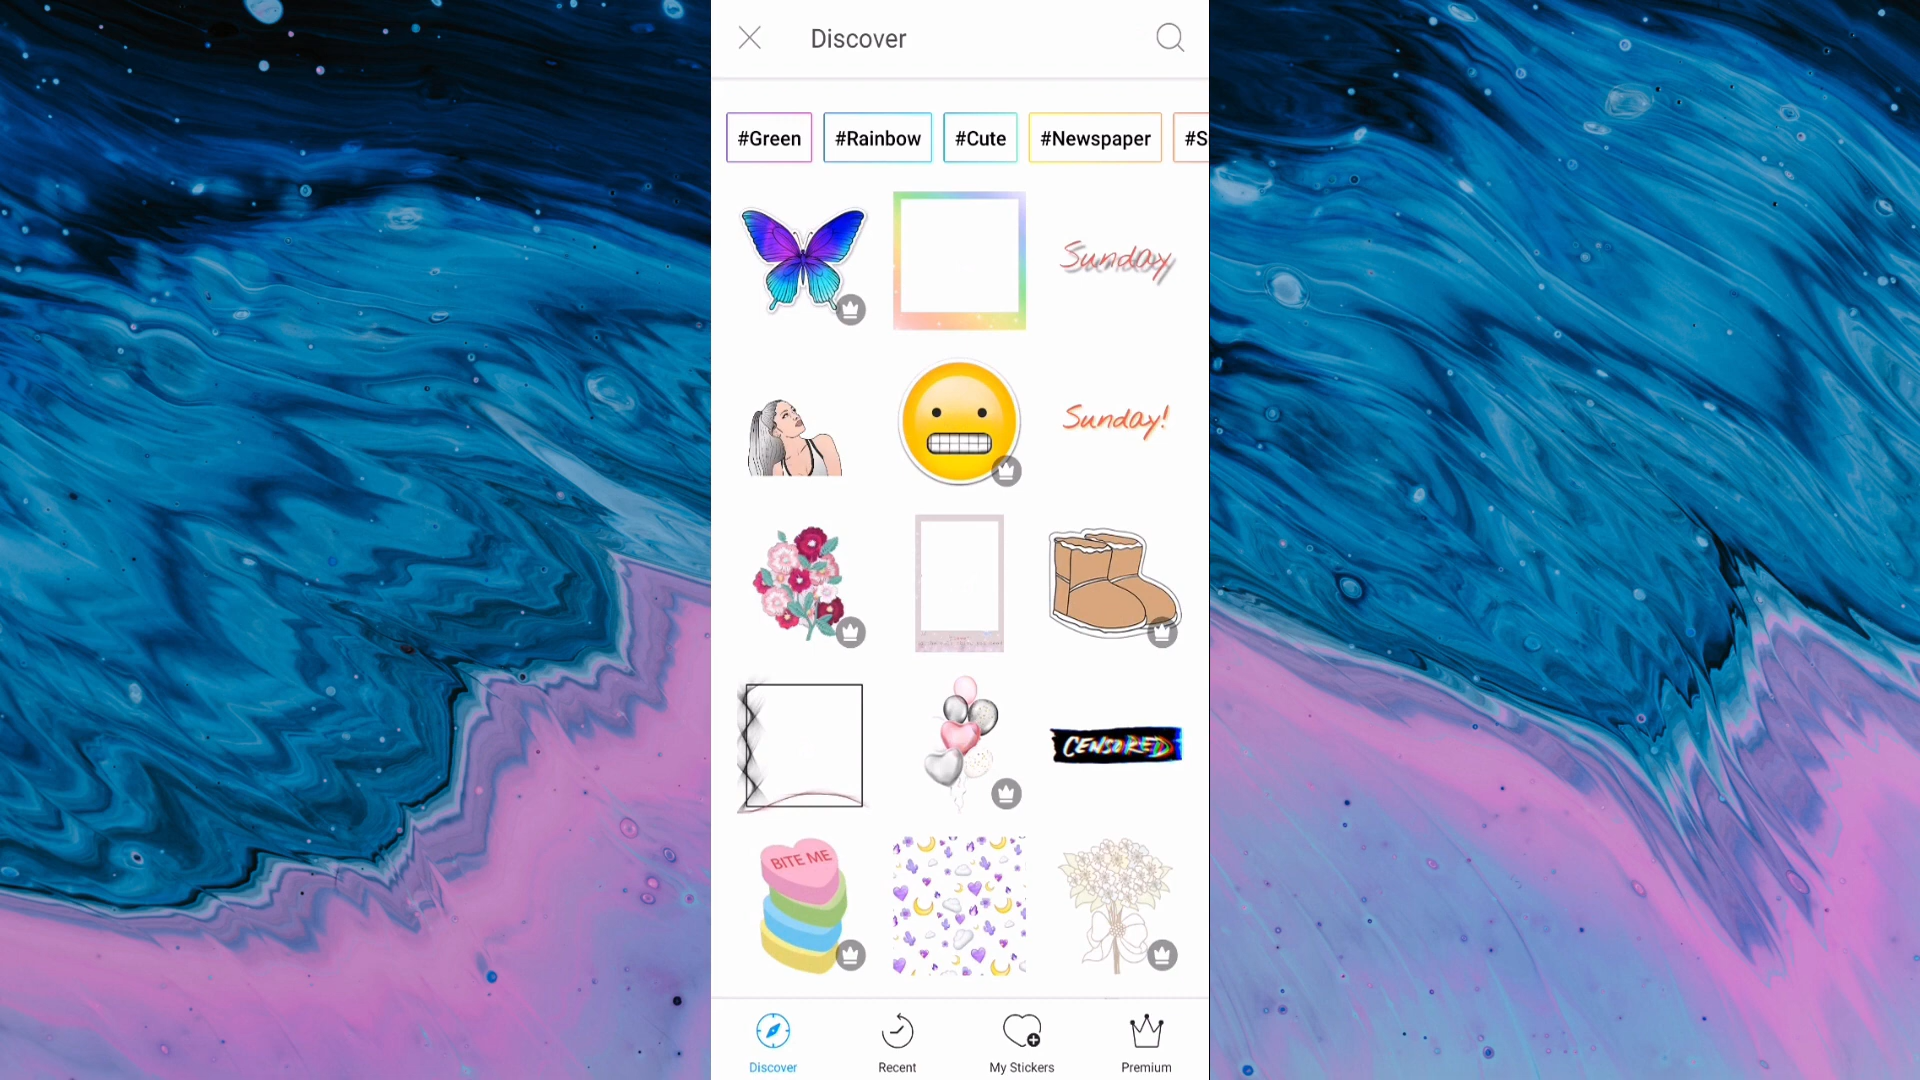 Discover
#Green
#Rainbow
#Cute
#Newspaper
#S
Sunday
Sunday!
CENSORED
BITE ME
Discover
Recent
My Stickers
Premium